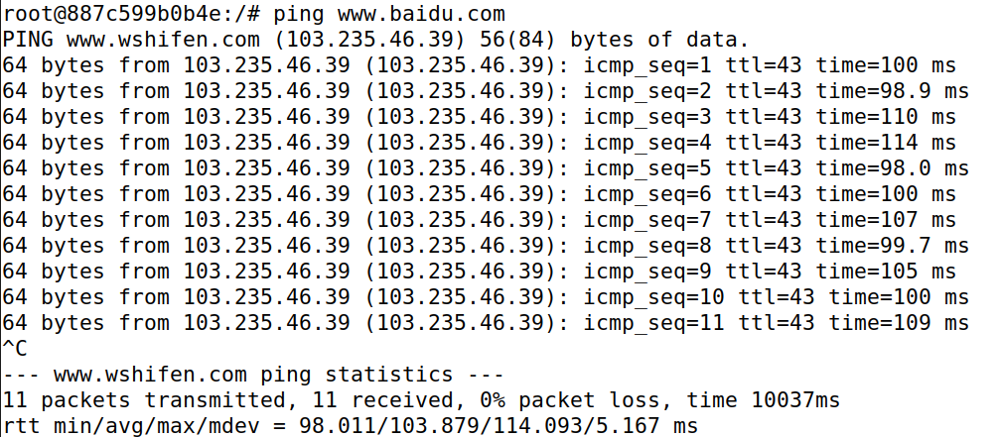 root@887c599b0b4e:/# ping www.baidu.com
PING www.wshifen.com (103.235.46.39) 56(84) bytes of data.
64 bytes from 103.235.46.39 (103.235.46.39): icmp_seq=1 ttl=43 time=100 ms
64 bytes from 103.235.46.39 (103.235.46.39): icmp_seq=2 ttl=43 time=98.9 ms
64 bytes from 103.235.46.39 (103.235.46.39): icmp_seq=3 ttl=43 time=110 ms
64 bytes from 103.235.46.39 (103.235.46.39): icmp_seq=4 ttl=43 time=114 ms
64 bytes from 103.235.46.39 (103.235.46.39): icmp_seq=5 ttl=43 time=98.0 ms
64 bytes from 103.235.46.39 (103.235.46.39): icmp_seq=6 ttl=43 time=100 ms
64 bytes from 103.235.46.39 (103.235.46.39): icmp_seq=7 ttl=43 time=107 ms
64 bytes from 103.235.46.39 (103.235.46.39): icmp_seq=8 ttl=43 time=99.7 ms
64 bytes from 103.235.46.39 (103.235.46.39): icmp_seq=9 ttl=43 time=105 ms
64 bytes from 103.235.46.39 (103.235.46.39): icmp_seq=10 ttl=43 time=100 ms
64 bytes from 103.235.46.39 (103.235.46.39): icmp_seq=11 ttl=43 time=109 ms
^C
--- www.wshifen.com ping statistics ---
11 packets transmitted, 11 received, 0% packet loss, time 10037ms
rtt min/avg/max/mdev = 98.011/103.879/114.093/5.167 ms